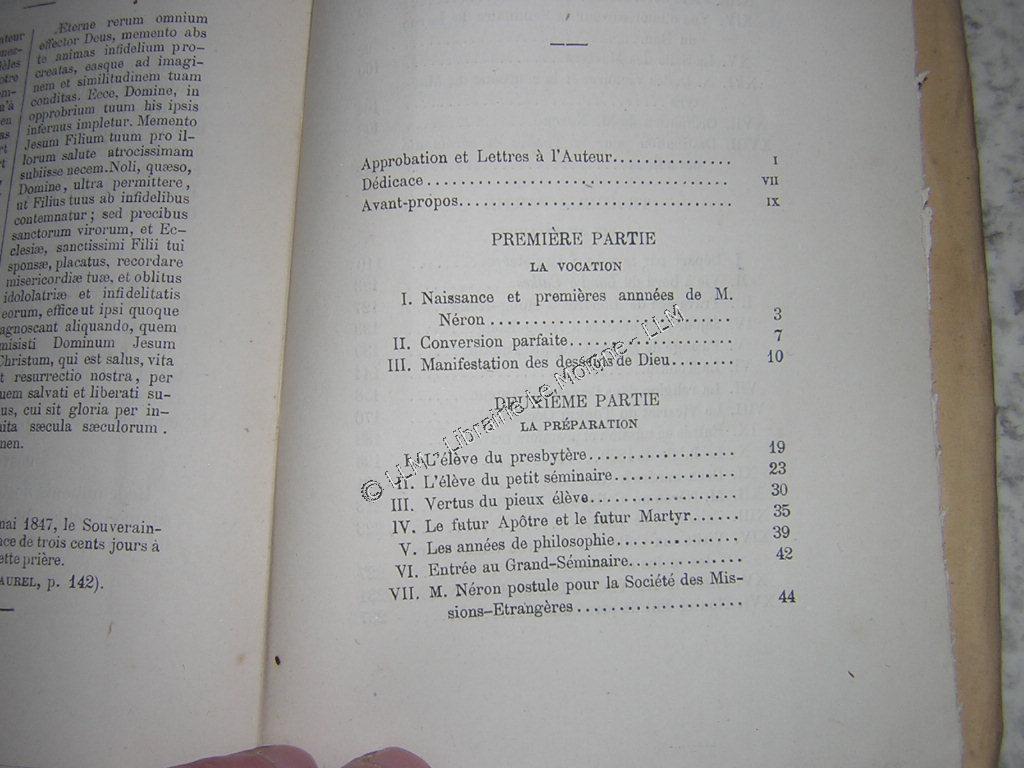 ateur
Æterne rerum omnium
effector Deus, memento abs
te animas infidelium pro-
creatas, easque ad imagi-
nem et similitudinem tuam
conditas. Ecce, Domine, in
opprobrium tuum his ipsis
infernus impletur. Memento
Jesum Filium tuum pro il-
lorum salute atrocissimam
subiisse necem. Noli, quæso,
Domine, ultra permittere,
ut Filius tuus ab infidelibus
contemnatur; sed precibus
sanctorum virorum, et Ec-
clesiæ, sanctissimi Filii tui
sponsæ, placatus, recordare
misericordiæ tuæ, et oblitus
idololatriæ et infidelitatis
eorum, effice ut ipsi quoque
agnoscant aliquando, quem
misisti Dominum Jesum
Christum, qui est salus, vita
t resurrectio nostra, per
uem salvati et liberati su-
us, cui sit gloria per in-
ita sæcula sæculorum.
nen.
mai 1847, le Souverain-
nce de trois cents jours à
ette prière.
AUREL, p. 142).
Approbation et Lettres à l'Auteur............... I
Dédicace.................................... VII
Avant-propos................................ IX
PREMIÈRE PARTIE
LA VOCATION
I. Naissance et premières annnées de M.
Néron............................. 3
II. Conversion parfaite.................... 7
III. Manifestation des desseins de Dieu........ 10
DEUXIÈME PARTIE
LA PRÉPARATION
I. L'élève du presbytère.................. 19
II. L'élève du petit séminaire............... 23
III. Vertus du pieux élève.................. 30
IV. Le futur Apôtre et le futur Martyr...... 35
V. Les années de philosophie............... 39
VI. Entrée au Grand-Séminaire............. 42
VII. M. Néron postule pour la Société des Mis-
sions-Etrangères.................... 44
© LLM - Librairie Le Moigne - LLM